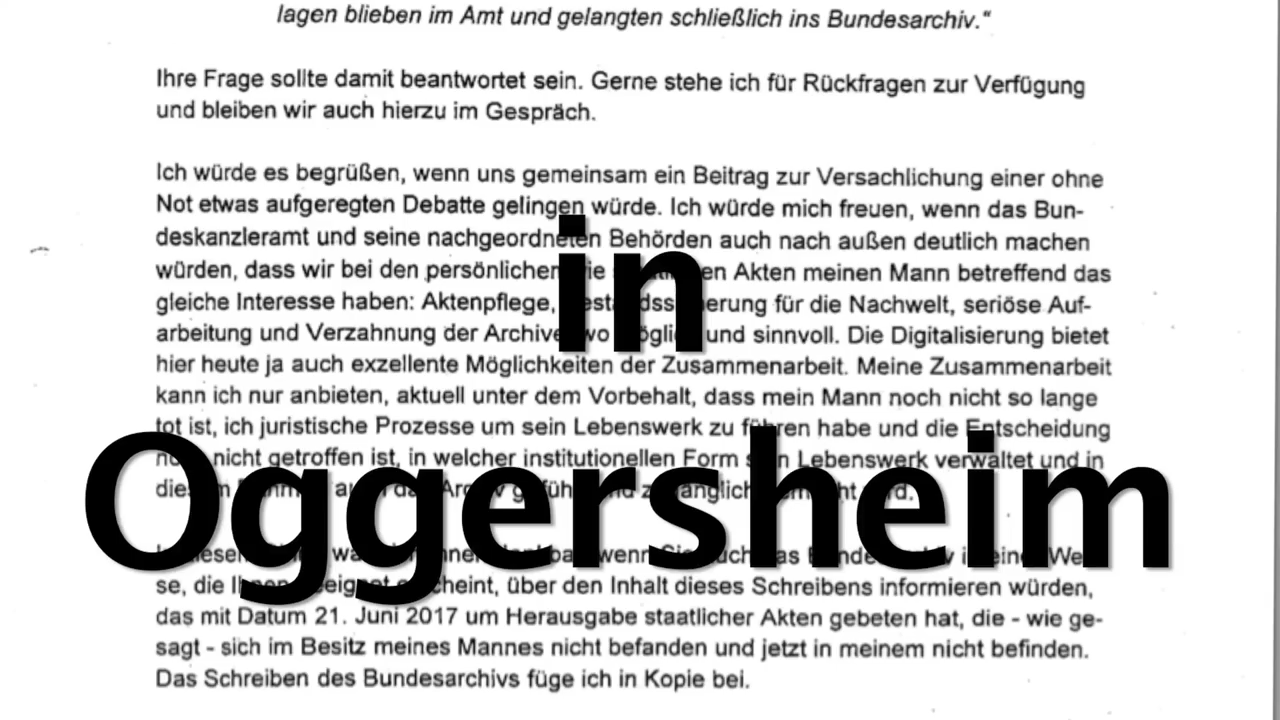 lagen blieben im Amt und gelangten schließlich ins Bundesarchiv.“
Ihre Frage sollte damit beantwortet sein. Gerne stehe ich für Rückfragen zur Verfügung
und bleiben wir auch hierzu im Gespräch.
Ich würde es begrüßen, wenn uns gemeinsam ein Beitrag zur Versachlichung einer ohne
Not etwas aufgeregten Debatte gelingen würde. Ich würde mich freuen, wenn das Bun-
deskanzleramt und seine nachgeordneten Behörden auch nach außen deutlich machen
in
würden, dass wir bei den persönlichen wie Akten meinen Mann betreffend das
gleiche Interesse haben: Aktenpflege, für die Nachwelt, seriöse Auf-
arbeitung und Verzahnung der Archive wo und sinnvoll. Die Digitalisierung bietet
hier heute ja auch exzellente Möglichkeiten der Zusammenarbeit. Meine Zusammenarbeit
kann ich nur anbieten, aktuell unter dem Vorbehalt, dass mein Mann noch nicht so lange
tot ist, ich juristische Prozesse um sein Lebenswerk zu führen habe und die Entscheidung
nicht getroffen ist, in welcher institutionellen Form sein Lebenswerk verwaltet und in
Oggersheim
se, die cheint, über den Inhalt dieses Schreibens informieren würden,
das mit Datum 21. Juni 2017 um Herausgabe staatlicher Akten gebeten hat, die - wie ge-
sagt - sich im Besitz meines Mannes nicht befanden und jetzt in meinem nicht befinden.
Das Schreiben des Bundesarchivs füge ich in Kopie bei.